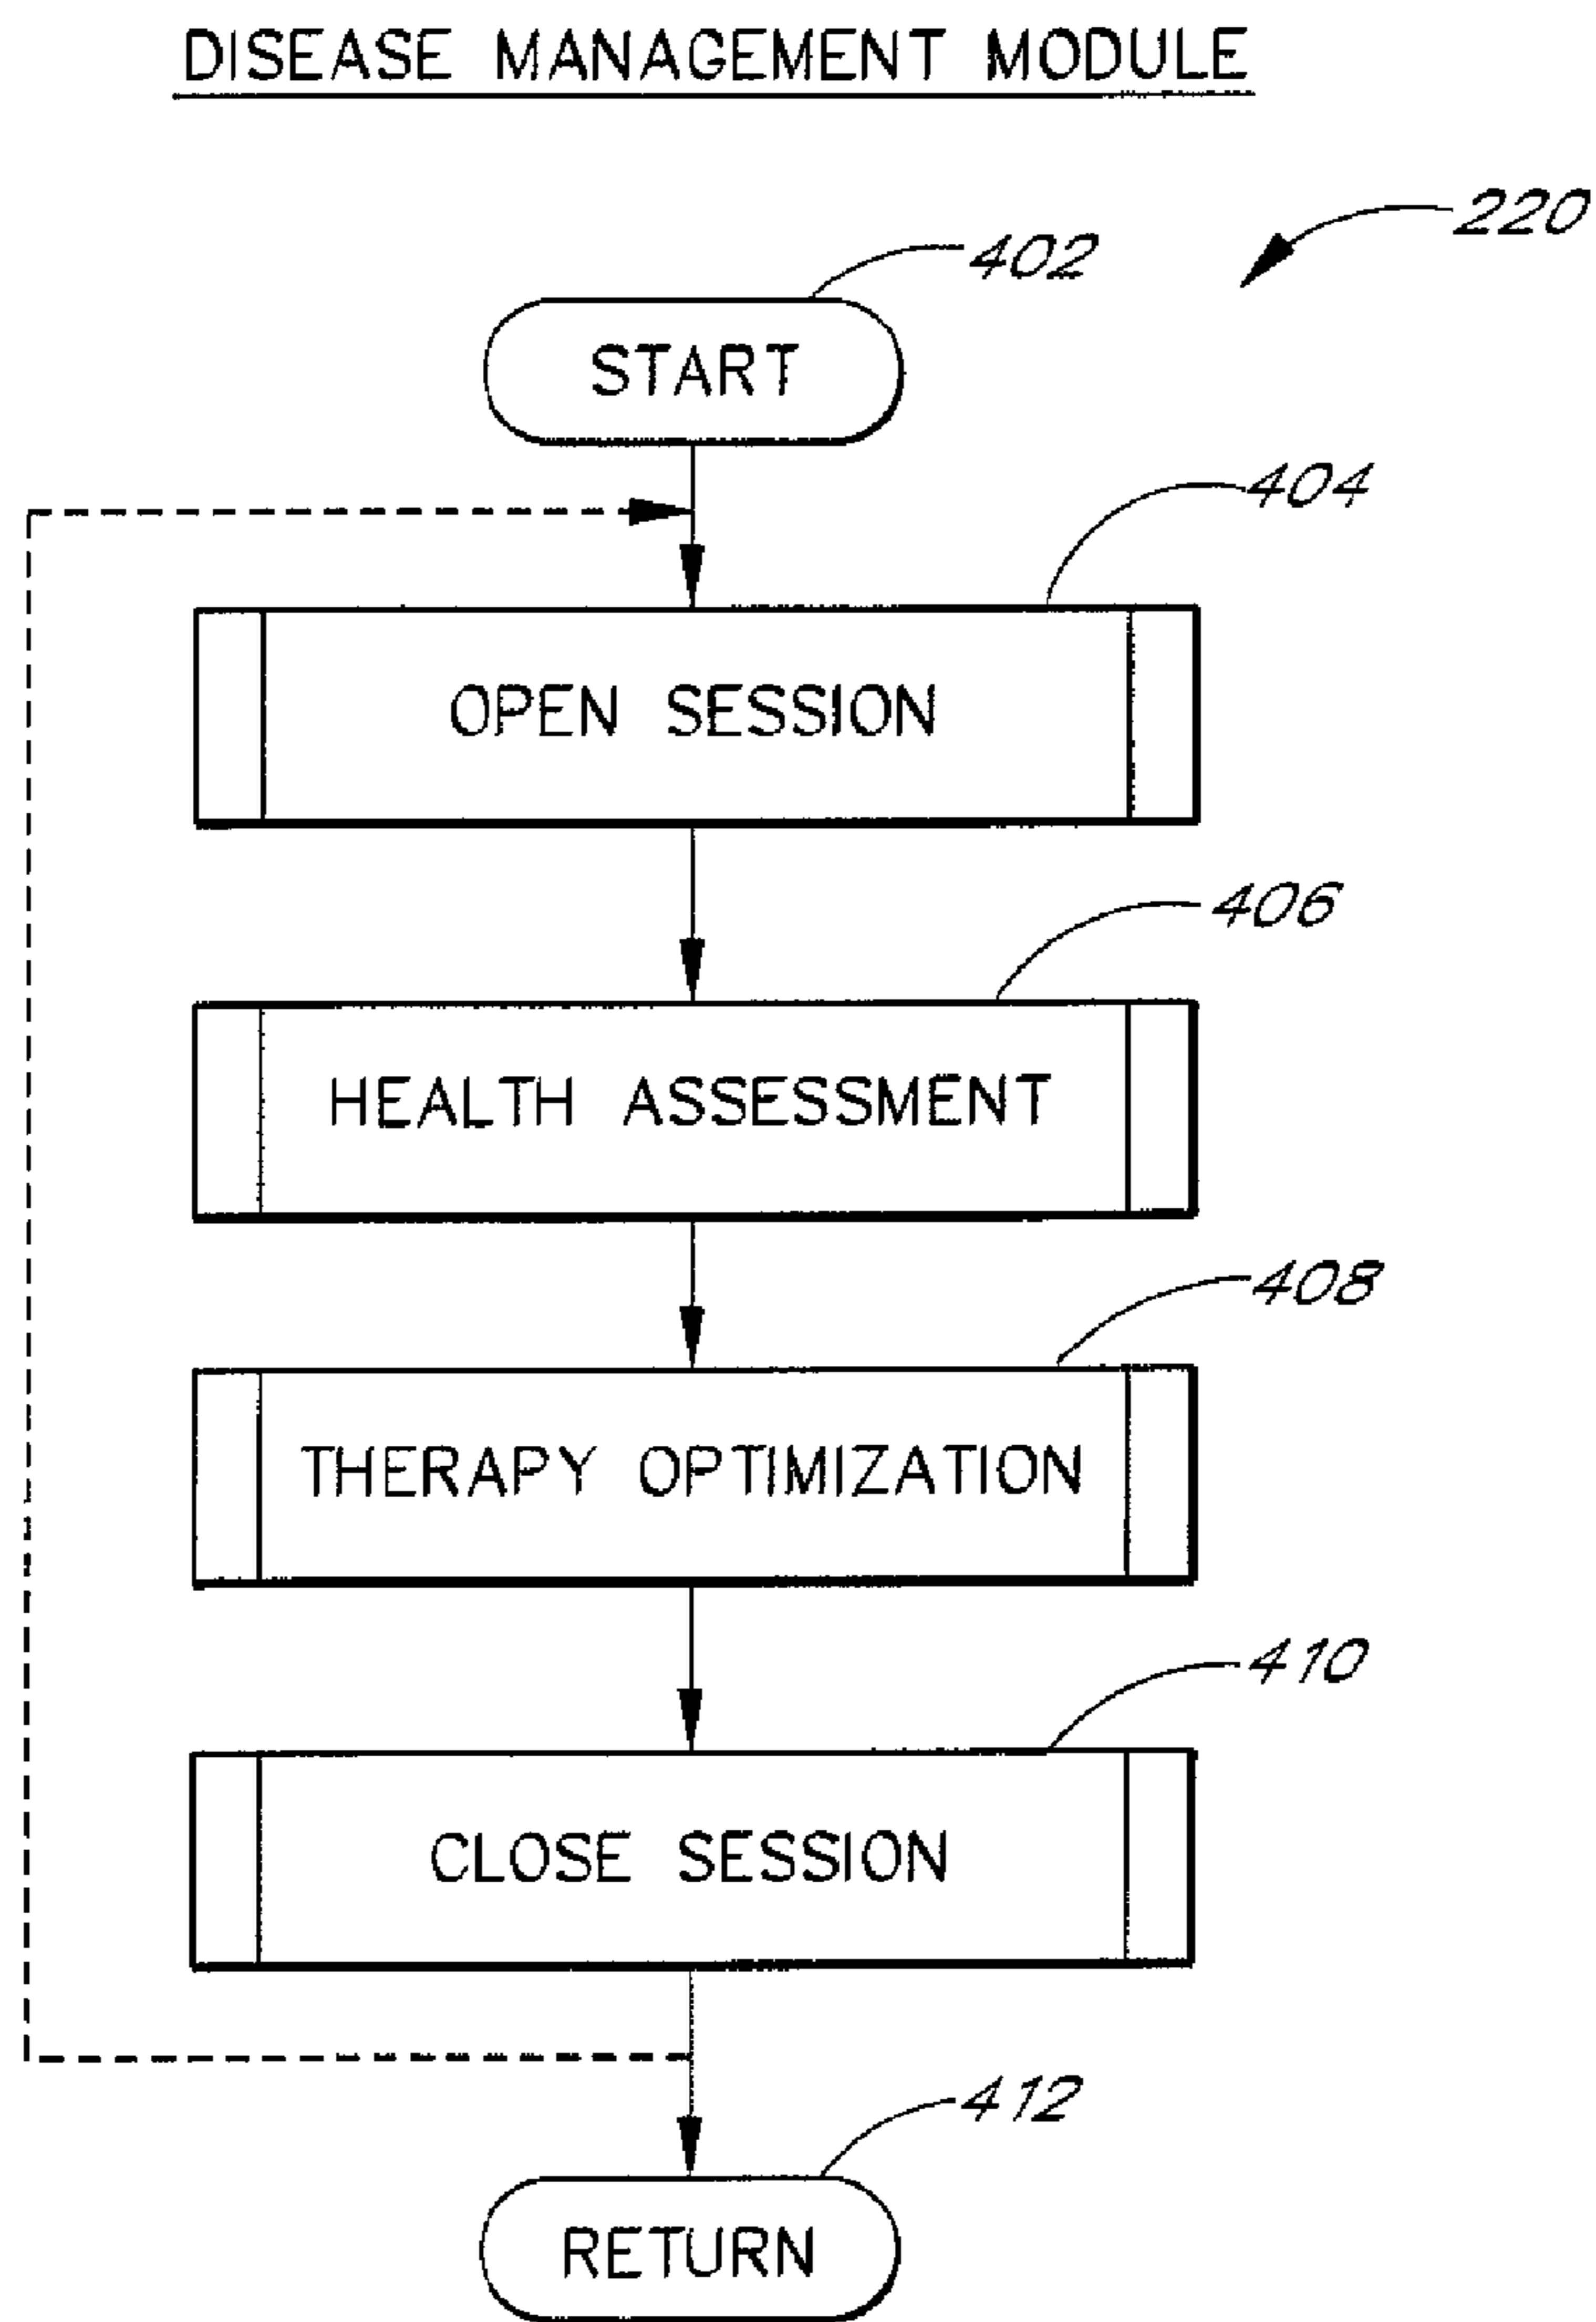 DISEASE MANAGEMENT MODULE
220
402
START
404
OPEN SESSION
406
HEALTH ASSESSMENT
408
THERAPY OPTIMIZATION
410
CLOSE SESSION
412
RETURN